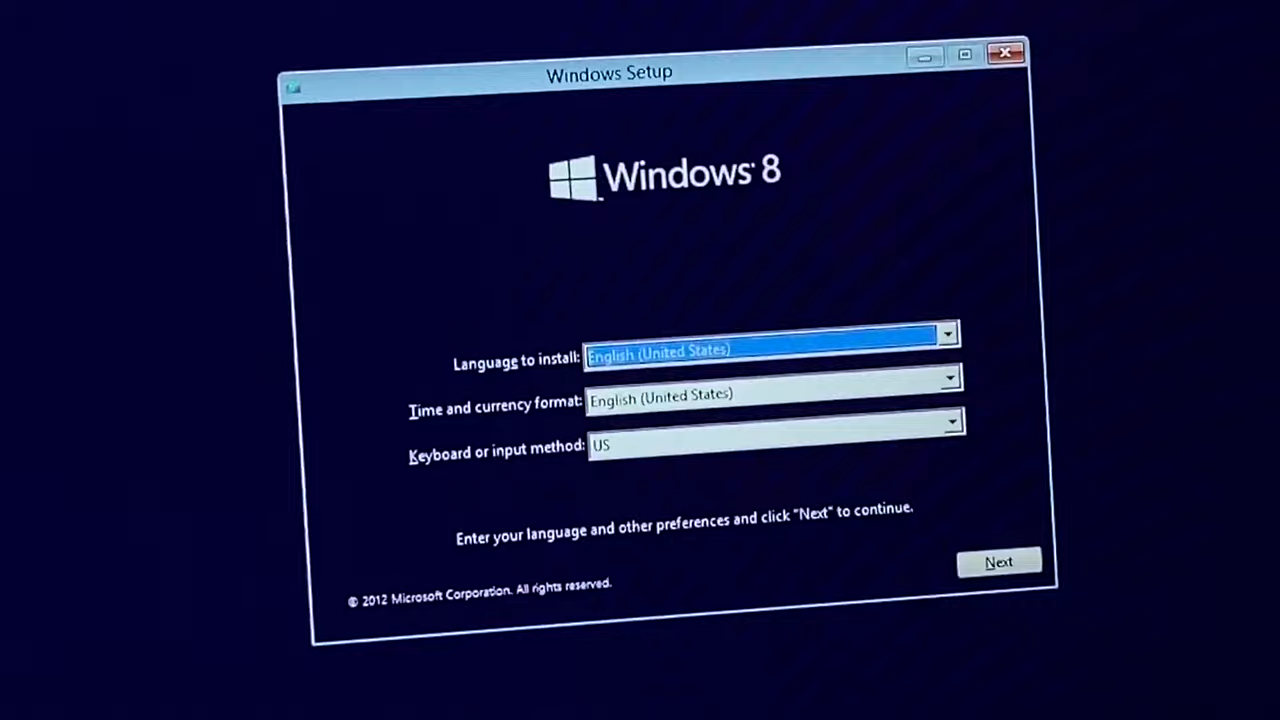 Windows Setup
Windows 8
Language to install: English (United States)
Time and currency format: English (United States)
Keyboard or input method: US
Enter your language and other preferences and click "Next" to continue.
Next
© 2012 Microsoft Corporation. All rights reserved.